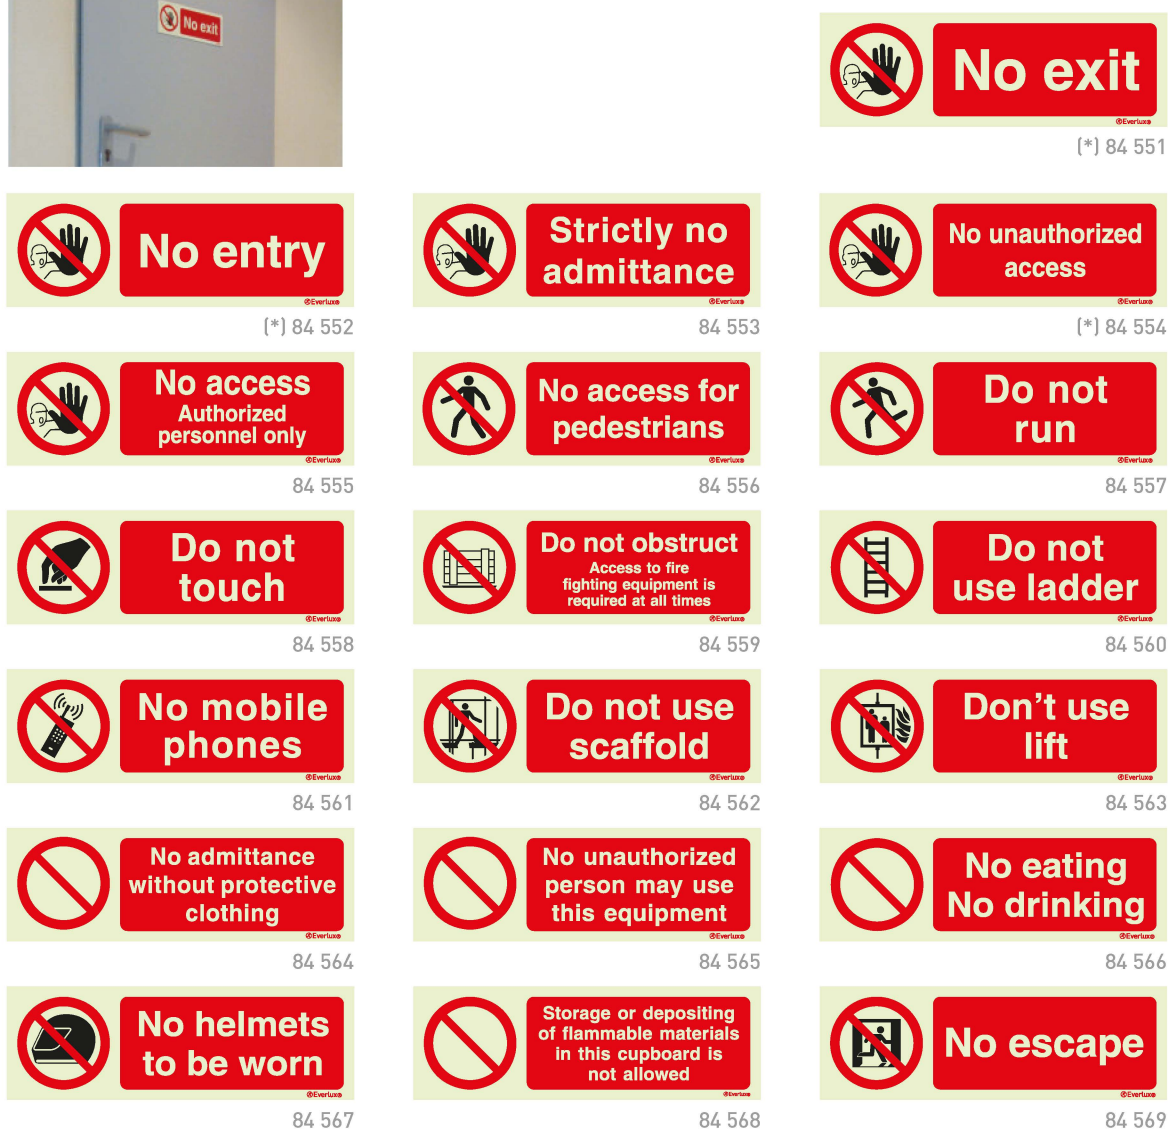 No exit
No exit
Everlux
(*) 84 551
No entry
Everlux
(*) 84 552
Strictly no
admittance
Everlux
84 553
No unauthorized
access
Everlux
(*) 84 554
No access
Authorized
personnel only
Everlux
84 555
No access for
pedestrians
Everlux
84 556
Do not
run
Everlux
84 557
Do not
touch
Everlux
84 558
Do not obstruct
Access to fire
fighting equipment is
required at all times
Everlux
84 559
Do not
use ladder
Everlux
84 560
No mobile
phones
Everlux
84 561
Do not use
scaffold
Everlux
84 562
Don't use
lift
Everlux
84 563
No admittance
without protective
clothing
Everlux
84 564
No unauthorized
person may use
this equipment
Everlux
84 565
No eating
No drinking
Everlux
84 566
No helmets
to be worn
Everlux
84 567
Storage or depositing
of flammable materials
in this cupboard is
not allowed
Everlux
84 568
No escape
Everlux
84 569